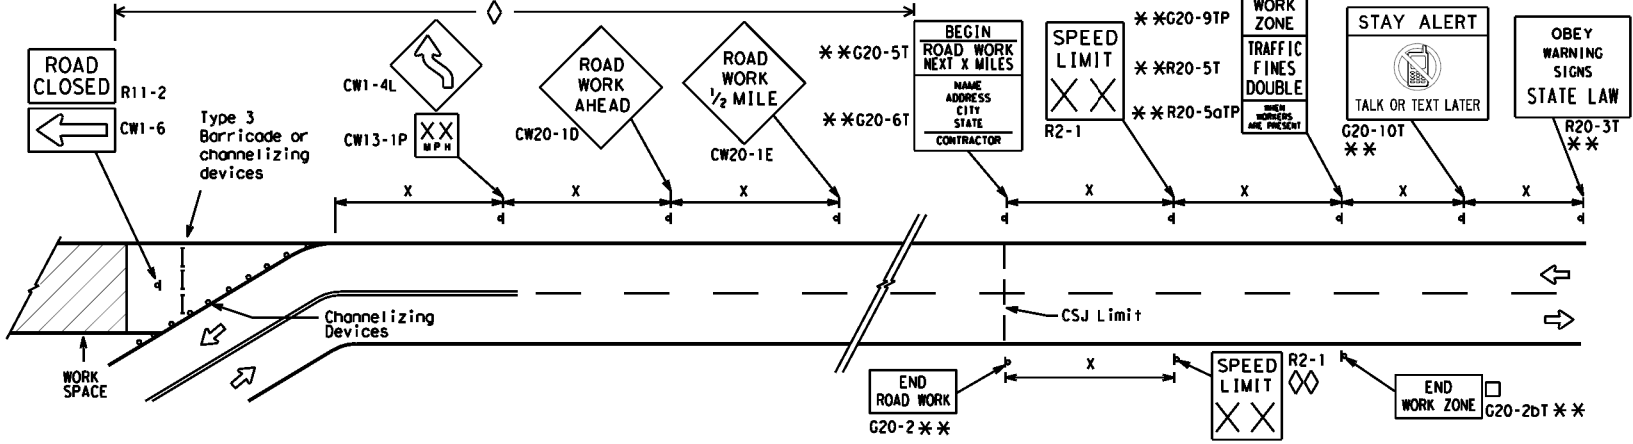 ROAD
CLOSED
R11-2
CW1-6
Type 3
Barricade or
channelizing
devices
CW1-4L
XX
MPH
CW13-1P
ROAD
WORK
AHEAD
CW20-1D
ROAD
WORK
1/2 MILE
CW20-1E
* *G20-5T
* *G20-6T
BEGIN
ROAD WORK
NEXT X MILES
NAME
ADDRESS
CITY
STATE
CONTRACTOR
SPEED
LIMIT
X X
R2-1
* *G20-9TP
* *R20-5T
* *R20-5aTP
WORK
ZONE
TRAFFIC
FINES
DOUBLE
WHEN
WORKERS
ARE PRESENT
STAY ALERT
TALK OR TEXT LATER
G20-10T
* *
OBEY
WARNING
SIGNS
STATE LAW
R20-3T
* *
X X X X X X X
Channelizing
Devices
CSJ Limit
WORK
SPACE
END
ROAD WORK
G20-2 * *
X
SPEED
LIMIT
X X
R2-1
END
WORK ZONE
G20-2bT * *